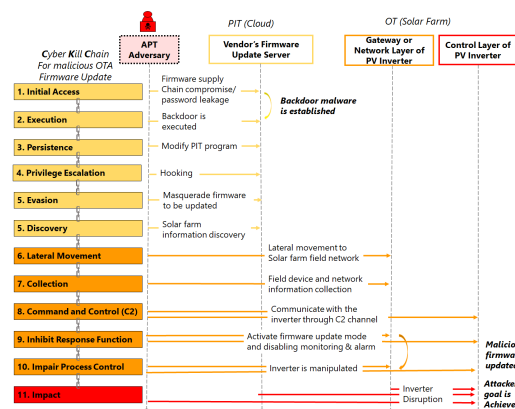 PIT (Cloud)
OT (Solar Farm)
Cyber Kill Chain
For malicious OTA
Firmware Update
APT
Adversary
Vendor's Firmware
Update Server
Gateway or
Network Layer of
PV Inverter
Control Layer of
PV Inverter
1. Initial Access
Firmware supply
Chain compromise/
password leakage
Backdoor malware
is established
2. Execution
Backdoor is
executed
3. Persistence
Modify PIT program
4. Privilege Escalation
Hooking
5. Evasion
Masquerade firmware
to be updated
5. Discovery
Solar farm
information discovery
6. Lateral Movement
Lateral movement to
Solar farm field network
7. Collection
Field device and network
information collection
8. Command and Control (C2)
Communicate with the
inverter through C2 channel
9. Inhibit Response Function
Activate firmware update mode
and disabling monitoring & alarm
10. Impair Process Control
Inverter is manipulated
Malicio
firmwa
updated
11. Impact
Inverter
Disruption
Attacke
goal is
Achieve